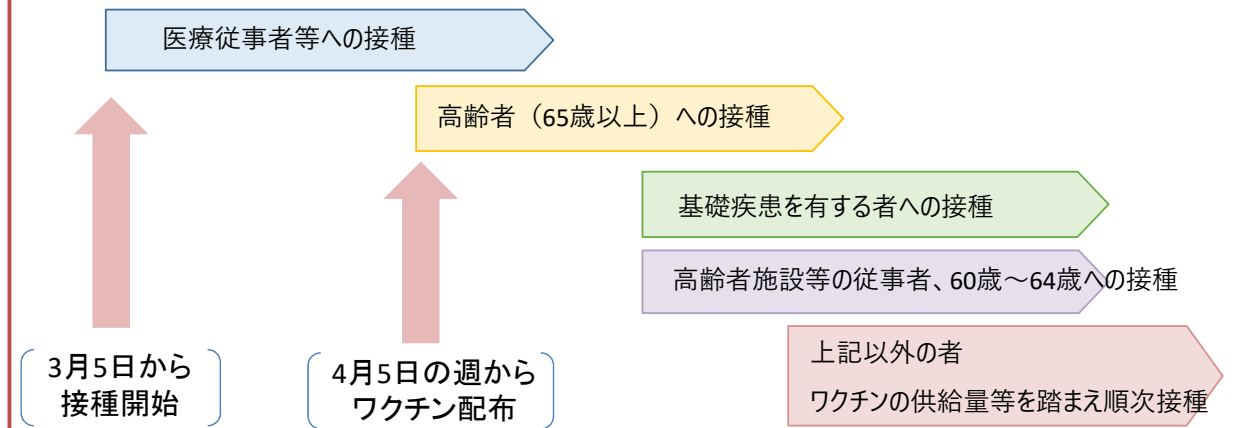 医療従事者等への接種
高齢者（65歳以上）への接種
基礎疾患を有する者への接種
高齢者施設等の従事者、60歳～64歳への接種
上記以外の者
ワクチンの供給量等を踏まえ順次接種
3月5日から
接種開始
4月5日の週から
ワクチン配布